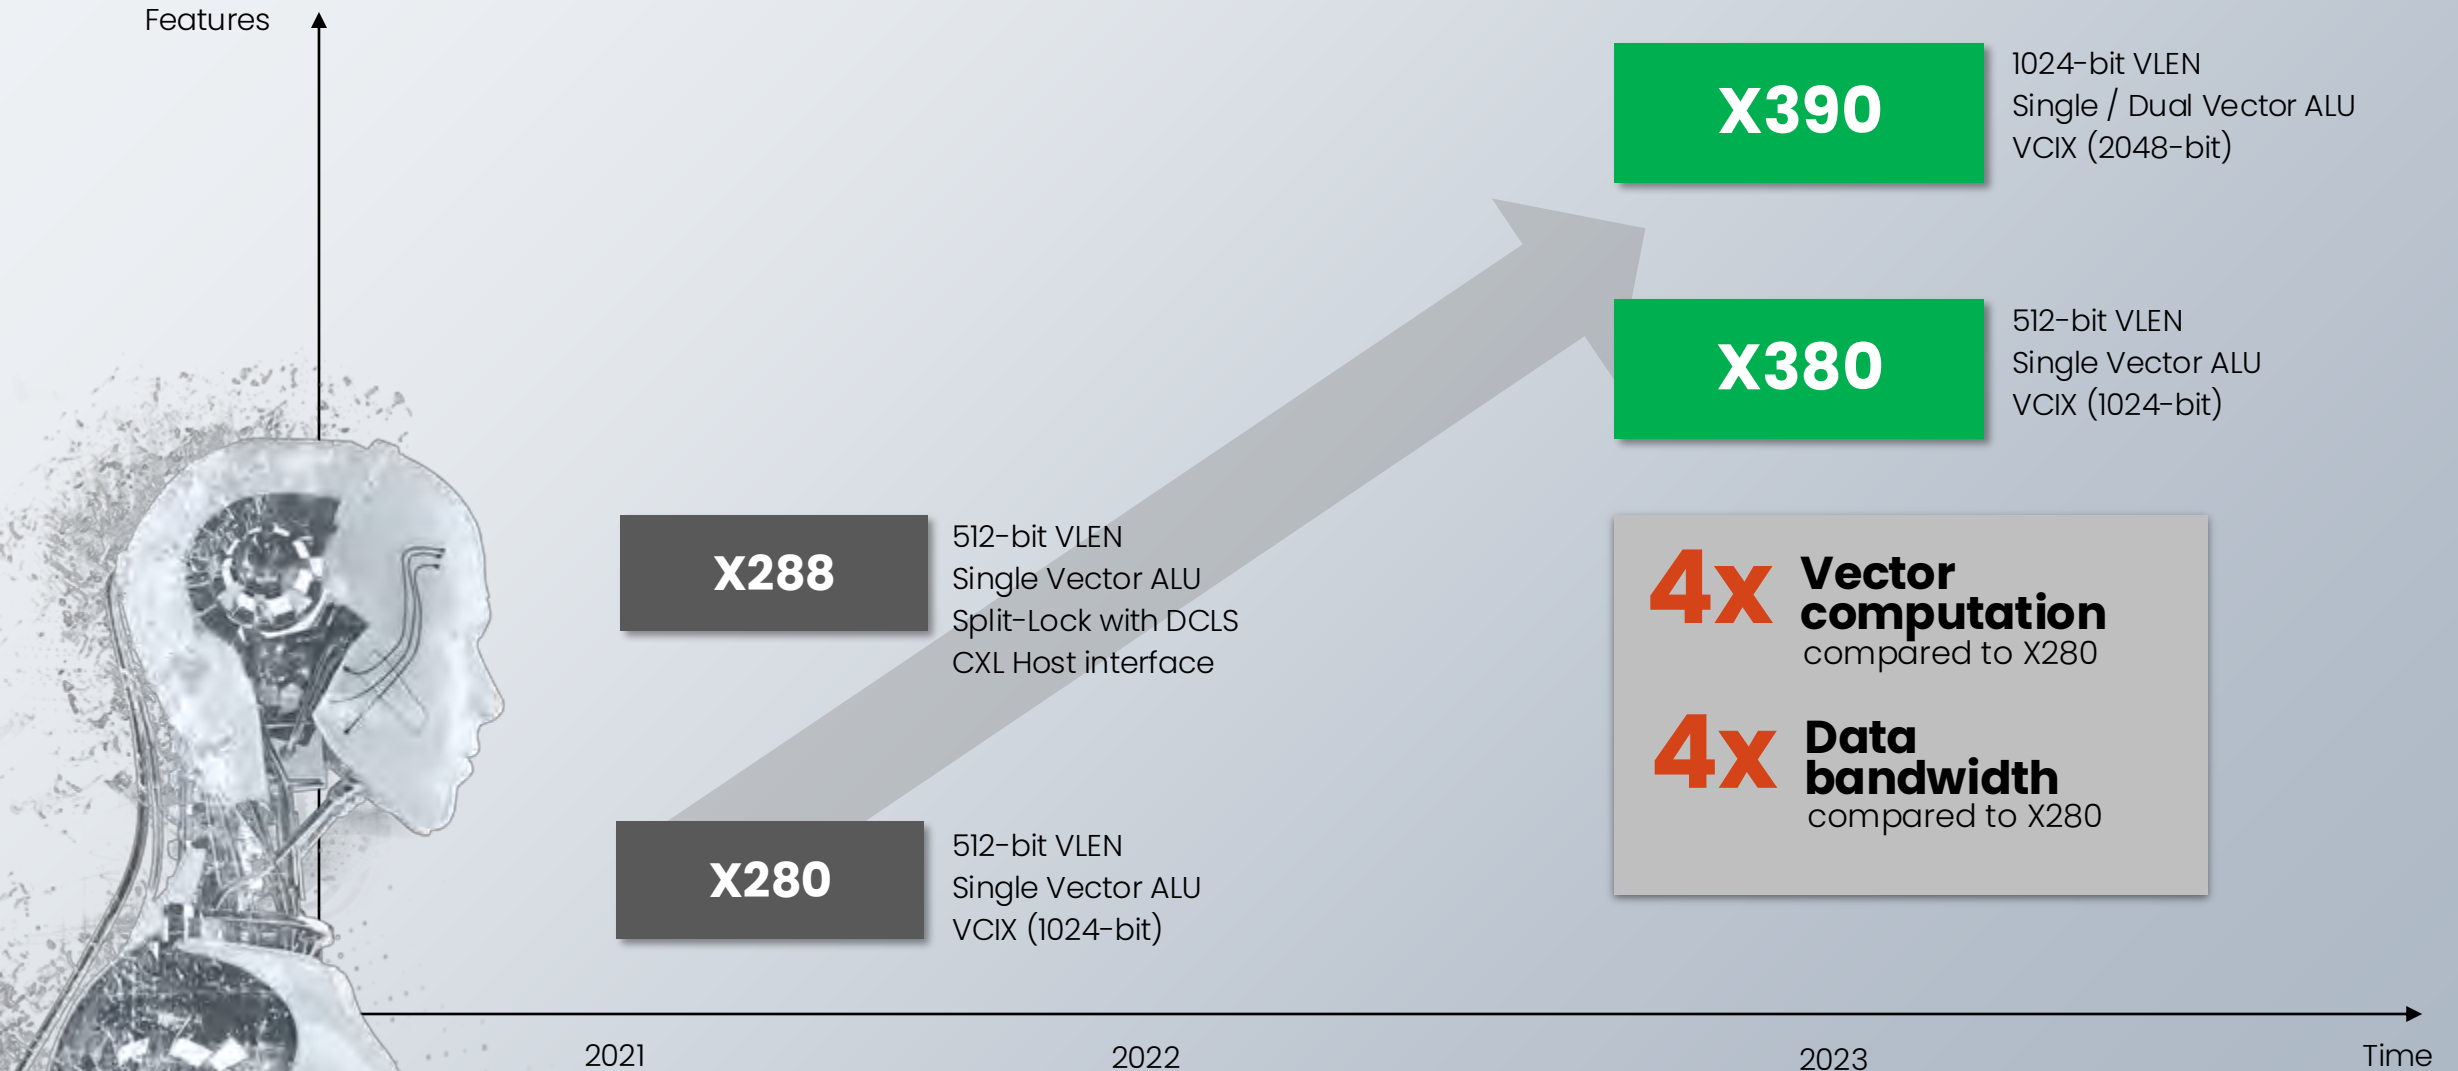 Features
X390
1024-bit VLEN
Single / Dual Vector ALU
VCIX (2048-bit)
X380
512-bit VLEN
Single Vector ALU
VCIX (1024-bit)
X288
512-bit VLEN
Single Vector ALU
Split-Lock with DCLS
CXL Host interface
4x Vector
computation
compared to X280
4x Data
bandwidth
compared to X280
X280
512-bit VLEN
Single Vector ALU
VCIX (1024-bit)
2021
2022
2023
Time